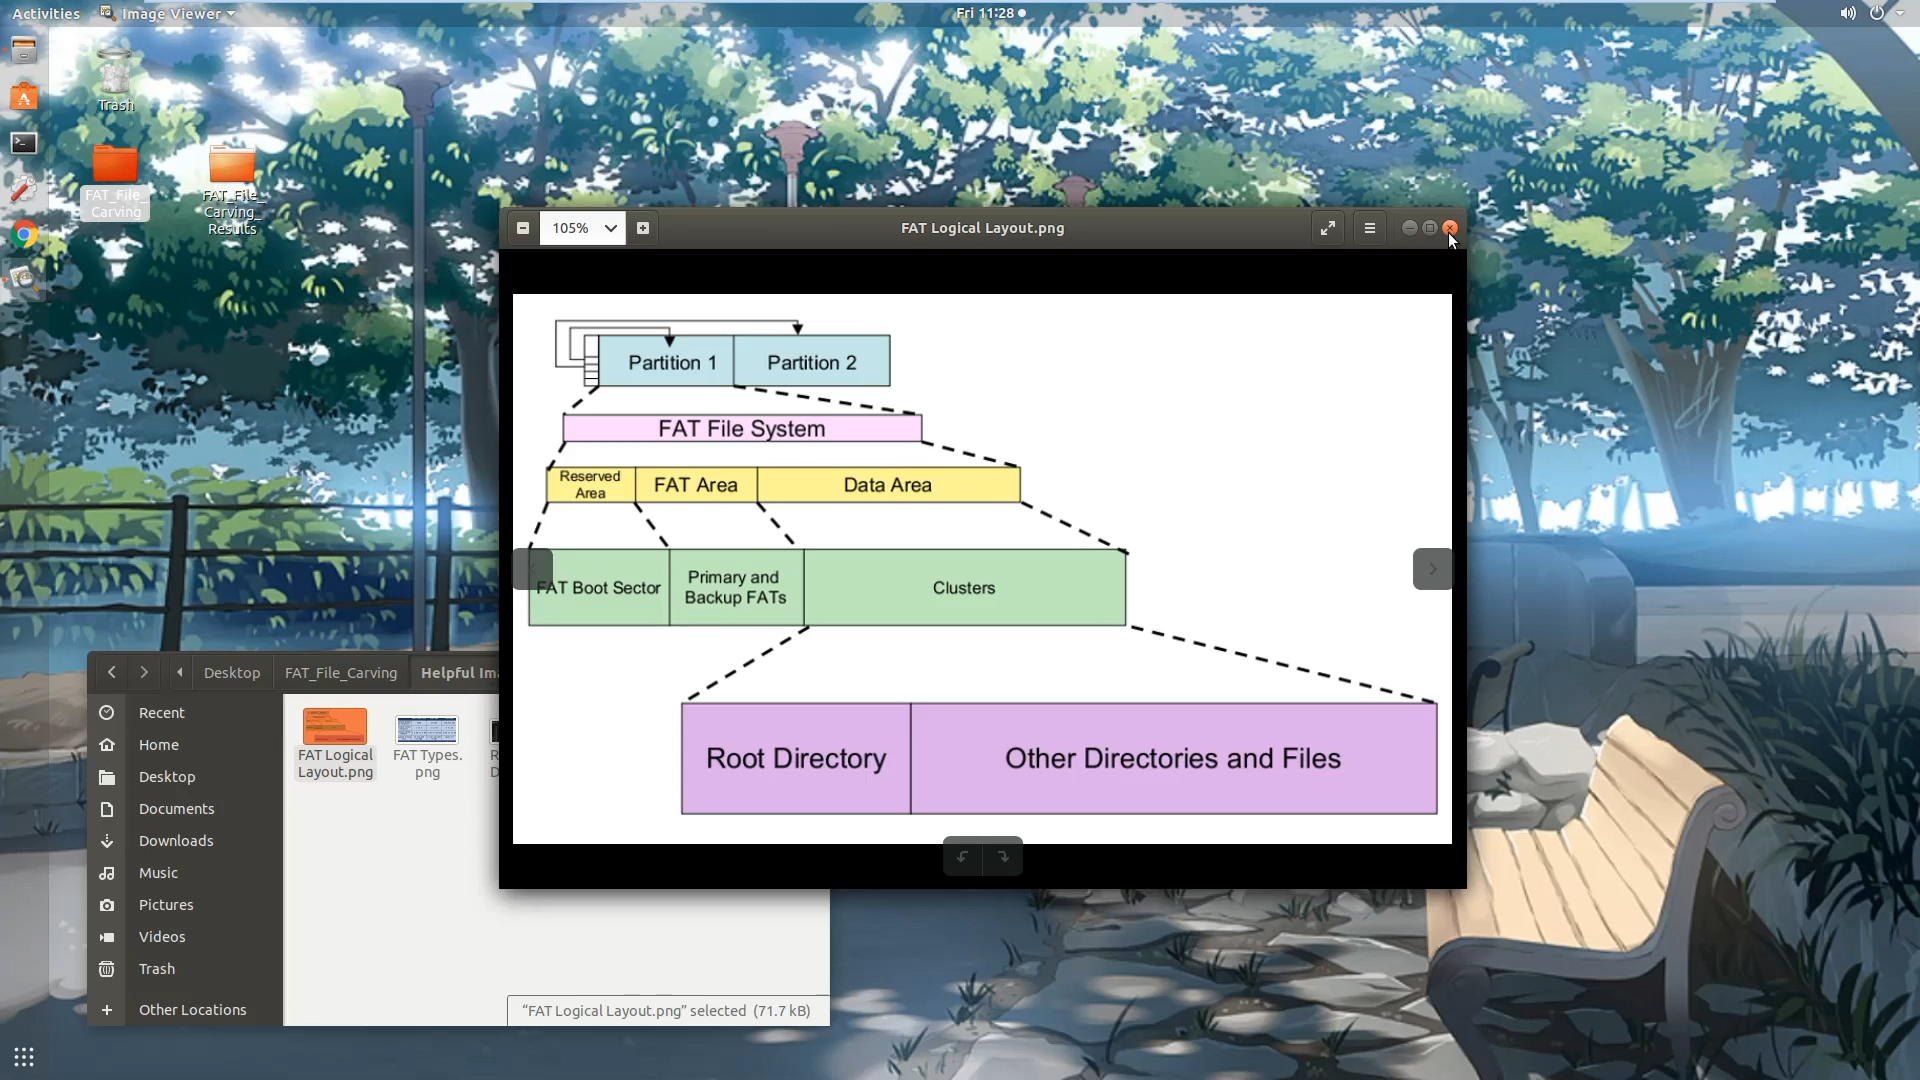 Activities
Image Viewer
Fri 11:28
Trash
FAT_File_
Carving
FAT_File_
Carving_
Results
105%
FAT Logical Layout.png
Partition 1
Partition 2
FAT File System
Reserved
Area
FAT Area
Data Area
FAT Boot Sector
Primary and
Backup FATs
Clusters
Root Directory
Other Directories and Files
Desktop
FAT_File_Carving
Helpful Im
Recent
Home
Desktop
Documents
Downloads
Music
Pictures
Videos
Trash
Other Locations
FAT Logical
Layout.png
FAT Types.
png
R
D
“FAT Logical Layout.png” selected (71.7 kB)